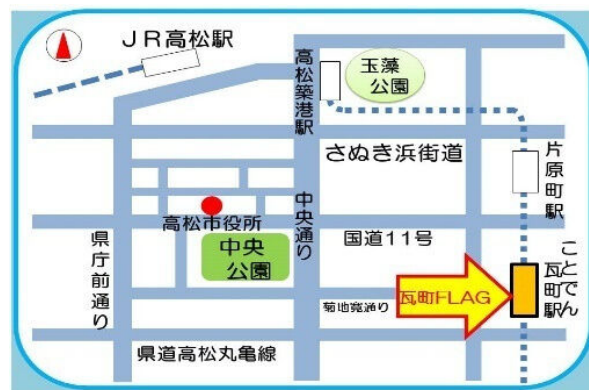 JR高松駅
高松築港駅
玉藻
公園
さぬき浜街道
片原町駅
高松市役所
中央通り
国道11号
県庁前通り
中央
公園
菊池寛通り
瓦町FLAG
ことでん
瓦町駅
県道高松丸亀線